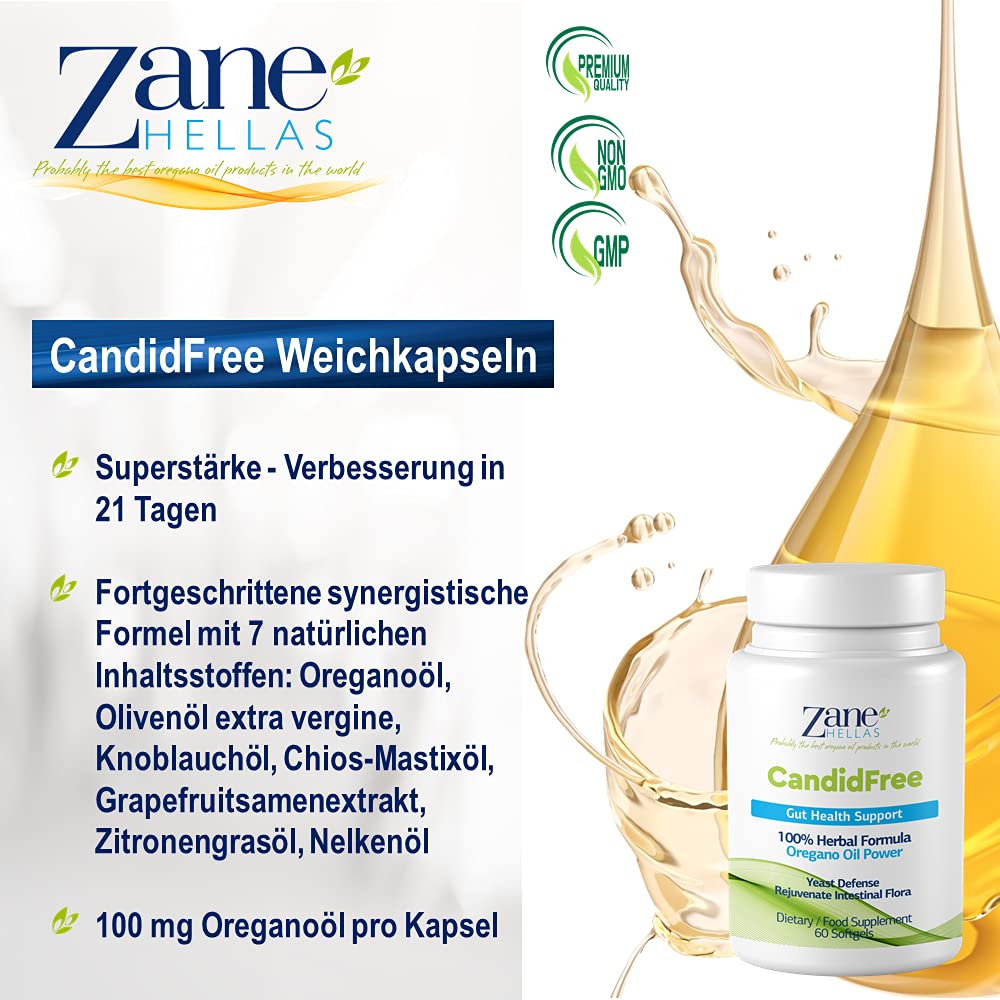 Zane
HELLAS
Probably the best oregano oil products in the world
PREMIUM
QUALITY
NON
GMO
GMP
CandidFree Weichkapseln
Superstärke - Verbesserung in
21 Tagen
Fortgeschrittene synergistische
Formel mit 7 natürlichen
Inhaltsstoffen: Oreganoöl,
Olivenöl extra vergine,
Knoblauchöl, Chios-Mastixöl,
Grapefruitsamenextrakt,
Zitronengrasöl, Nelkenöl
100 mg Oreganoöl pro Kapsel
Zane
HELLAS
Probably the best oregano oil products in the world
CandidFree
Gut Health Support
100% Herbal Formula
Oregano Oil Power
Yeast Defense
Rejuvenate Intestinal Flora
Dietary / Food Supplement
60 Softgels